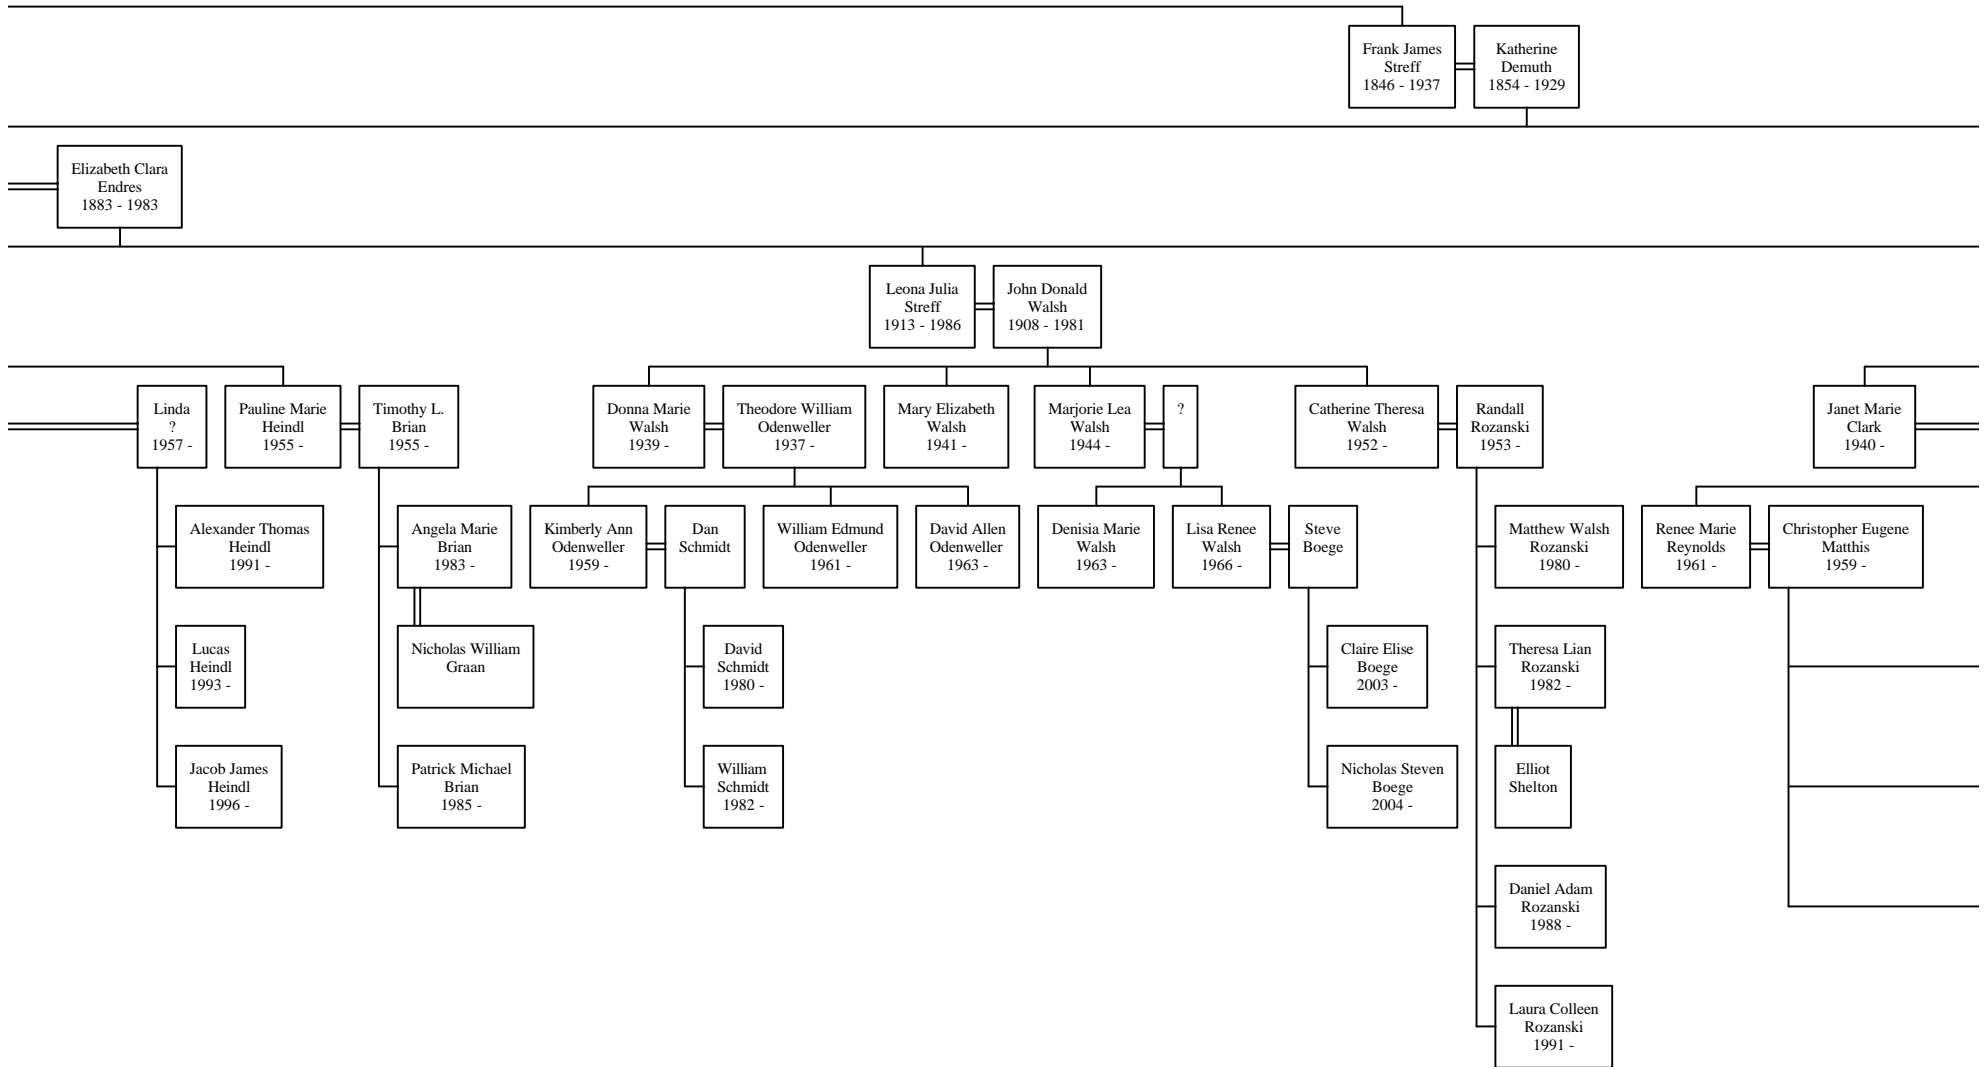 Frank James
Streff
1846 - 1937
Katherine
Demuth
1854 - 1929
Elizabeth Clara
Endres
1883 - 1983
Leona Julia
Streff
1913 - 1986
John Donald
Walsh
1908 - 1981
Linda
?
1957 -
Pauline Marie
Heindl
1955 -
Timothy L.
Brian
1955 -
Donna Marie
Walsh
1939 -
Theodore William
Odenweller
1937 -
Mary Elizabeth
Walsh
1941 -
Marjorie Lea
Walsh
1944 -
?
Catherine Theresa
Walsh
1952 -
Randall
Rozanski
1953 -
Janet Marie
Clark
1940 -
Alexander Thomas
Heindl
1991 -
Angela Marie
Brian
1983 -
Kimberly Ann
Odenweller
1959 -
Dan
Schmidt
William Edmund
Odenweller
1961 -
David Allen
Odenweller
1963 -
Denisia Marie
Walsh
1963 -
Lisa Renee
Walsh
1966 -
Steve
Boege
Matthew Walsh
Rozanski
1980 -
Renee Marie
Reynolds
1961 -
Christopher Eugene
Matthis
1959 -
Lucas
Heindl
1993 -
Nicholas William
Graan
David
Schmidt
1980 -
Claire Elise
Boege
2003 -
Theresa Lian
Rozanski
1982 -
Jacob James
Heindl
1996 -
Patrick Michael
Brian
1985 -
William
Schmidt
1982 -
Nicholas Steven
Boege
2004 -
Elliot
Shelton
Daniel Adam
Rozanski
1988 -
Laura Colleen
Rozanski
1991 -